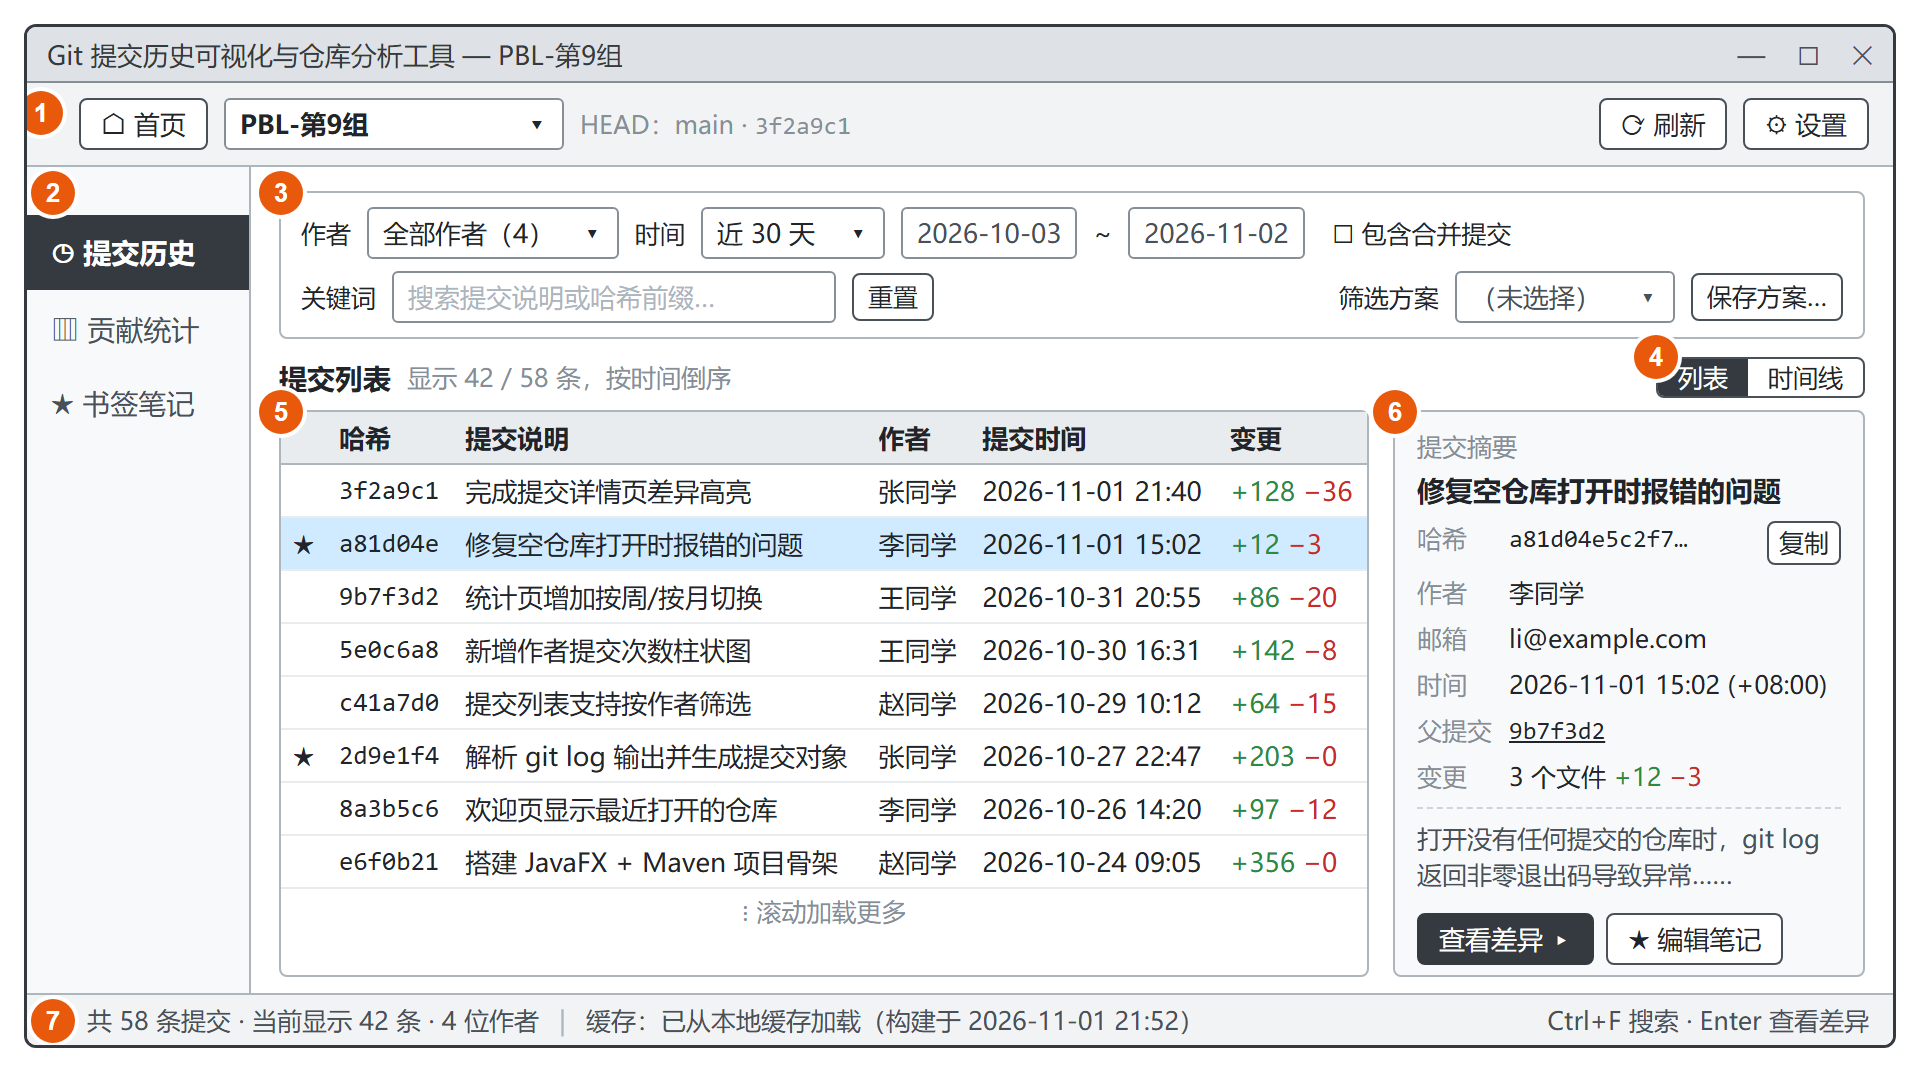 Git 提交历史可视化与仓库分析工具 — PBL-第9组
1 首页 PBL-第9组 ▼ HEAD：main · 3f2a9c1 刷新 设置
2
提交历史
贡献统计
★ 书签笔记
3
作者 全部作者（4） ▼ 时间 近 30 天 ▼ 2026-10-03 ~ 2026-11-02 ☐ 包含合并提交
关键词 搜索提交说明或哈希前缀... 重置 筛选方案 （未选择） ▼ 保存方案...
提交列表 显示 42 / 58 条，按时间倒序
4 列表 时间线
5
哈希 提交说明 作者 提交时间 变更
3f2a9c1 完成提交详情页差异高亮 张同学 2026-11-01 21:40 +128 −36
★ a81d04e 修复空仓库打开时报错的问题 李同学 2026-11-01 15:02 +12 −3
9b7f3d2 统计页增加按周/按月切换 王同学 2026-10-31 20:55 +86 −20
5e0c6a8 新增作者提交次数柱状图 王同学 2026-10-30 16:31 +142 −8
c41a7d0 提交列表支持按作者筛选 赵同学 2026-10-29 10:12 +64 −15
★ 2d9e1f4 解析 git log 输出并生成提交对象 张同学 2026-10-27 22:47 +203 −0
8a3b5c6 欢迎页显示最近打开的仓库 李同学 2026-10-26 14:20 +97 −12
e6f0b21 搭建 JavaFX + Maven 项目骨架 赵同学 2026-10-24 09:05 +356 −0
⋮ 滚动加载更多
6
提交摘要
修复空仓库打开时报错的问题
哈希 a81d04e5c2f7… 复制
作者 李同学
邮箱 li@example.com
时间 2026-11-01 15:02 (+08:00)
父提交 9b7f3d2
变更 3 个文件 +12 −3
打开没有任何提交的仓库时，git log
返回非零退出码导致异常……
查看差异 ▸ ★ 编辑笔记
7 共 58 条提交 · 当前显示 42 条 · 4 位作者 | 缓存：已从本地缓存加载（构建于 2026-11-01 21:52） Ctrl+F 搜索 · Enter 查看差异